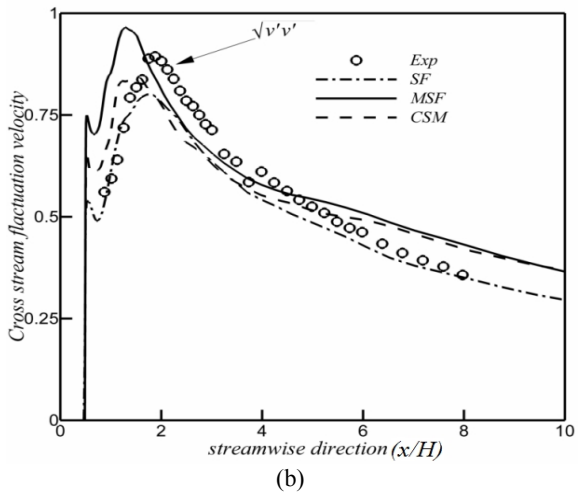 1
0.75
0.5
0.25
0
0
2
4
6
8
10
Cross stream flactuation velocity
streamwise direction (x/H)
√v'v'
Exp
SF
MSF
CSM
(b)